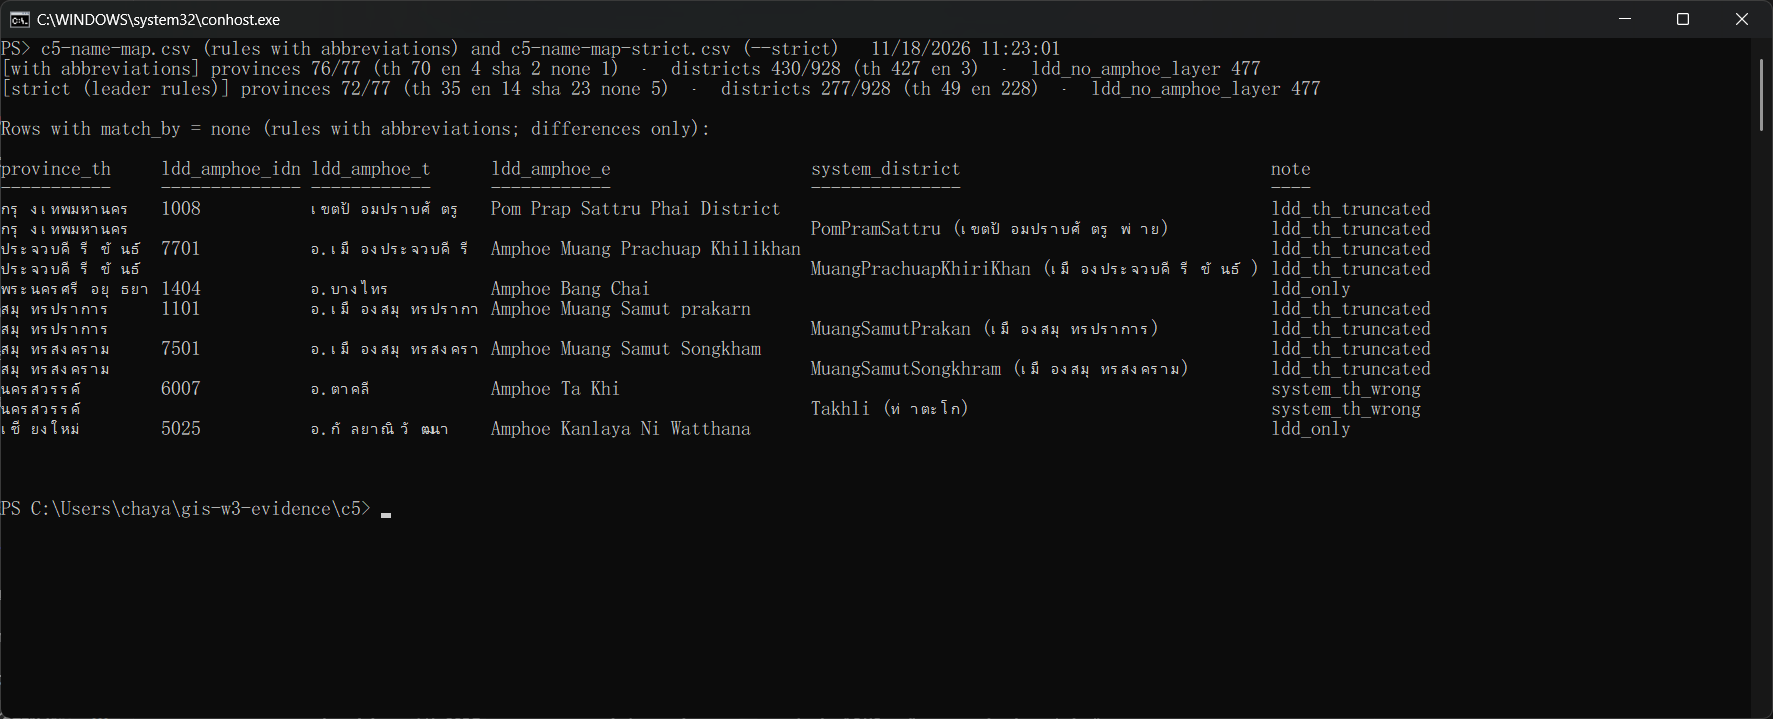 C:\WINDOWS\system32\conhost.exe
PS> c5-name-map.csv (rules with abbreviations) and c5-name-map-strict.csv (--strict)   11/18/2026 11:23:01
[with abbreviations] provinces 76/77 (th 70 en 4 sha 2 none 1)  ·  districts 430/928 (th 427 en 3)  ·  ldd_no_amphoe_layer 477
[strict (leader rules)] provinces 72/77 (th 35 en 14 sha 23 none 5)  ·  districts 277/928 (th 49 en 228)  ·  ldd_no_amphoe_layer 477
Rows with match_by = none (rules with abbreviations; differences only):
province_th     ldd_amphoe_idn ldd_amphoe_t      ldd_amphoe_e                    system_district                               note
-----------     -------------- ------------      ------------                    ---------------                               ----
กรุงเทพมหานคร 1008 เขตป้อมปราบศัตรู Pom Prap Sattru Phai District ldd_th_truncated
กรุงเทพมหานคร PomPramSattru (เขตป้อมปราบศัตรูพ่าย) ldd_th_truncated
ประจวบคีรีขันธ์ 7701 อ.เมืองประจวบคีรี Amphoe Muang Prachuap Khilikhan ldd_th_truncated
ประจวบคีรีขันธ์ MuangPrachuapKhiriKhan (เมืองประจวบคีรีขันธ์) ldd_th_truncated
พระนครศรีอยุธยา 1404 อ.บางไทร Amphoe Bang Chai ldd_only
สมุทรปราการ 1101 อ.เมืองสมุทรปรากา Amphoe Muang Samut prakarn ldd_th_truncated
สมุทรปราการ MuangSamutPrakan (เมืองสมุทรปราการ) ldd_th_truncated
สมุทรสงคราม 7501 อ.เมืองสมุทรสงครา Amphoe Muang Samut Songkham ldd_th_truncated
สมุทรสงคราม MuangSamutSongkhram (เมืองสมุทรสงคราม) ldd_th_truncated
นครสวรรค์ 6007 อ.ตาคลี Amphoe Ta Khi system_th_wrong
นครสวรรค์ Takhli (ท่าตะโก) system_th_wrong
เชียงใหม่ 5025 อ.กัลยาณิวัฒนา Amphoe Kanlaya Ni Watthana ldd_only
PS C:\Users\chaya\gis-w3-evidence\c5>